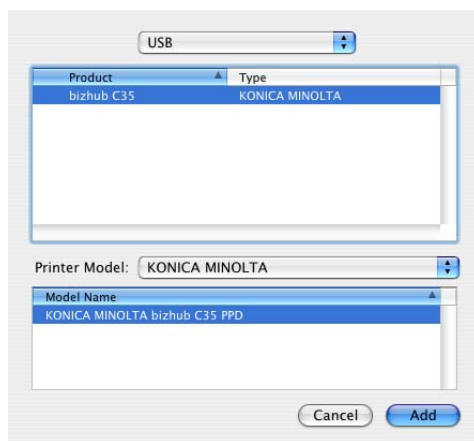 USB
Product Type
bizhub C35 KONICA MINOLTA
Printer Model: KONICA MINOLTA
Model Name
KONICA MINOLTA bizhub C35 PPD
Cancel Add